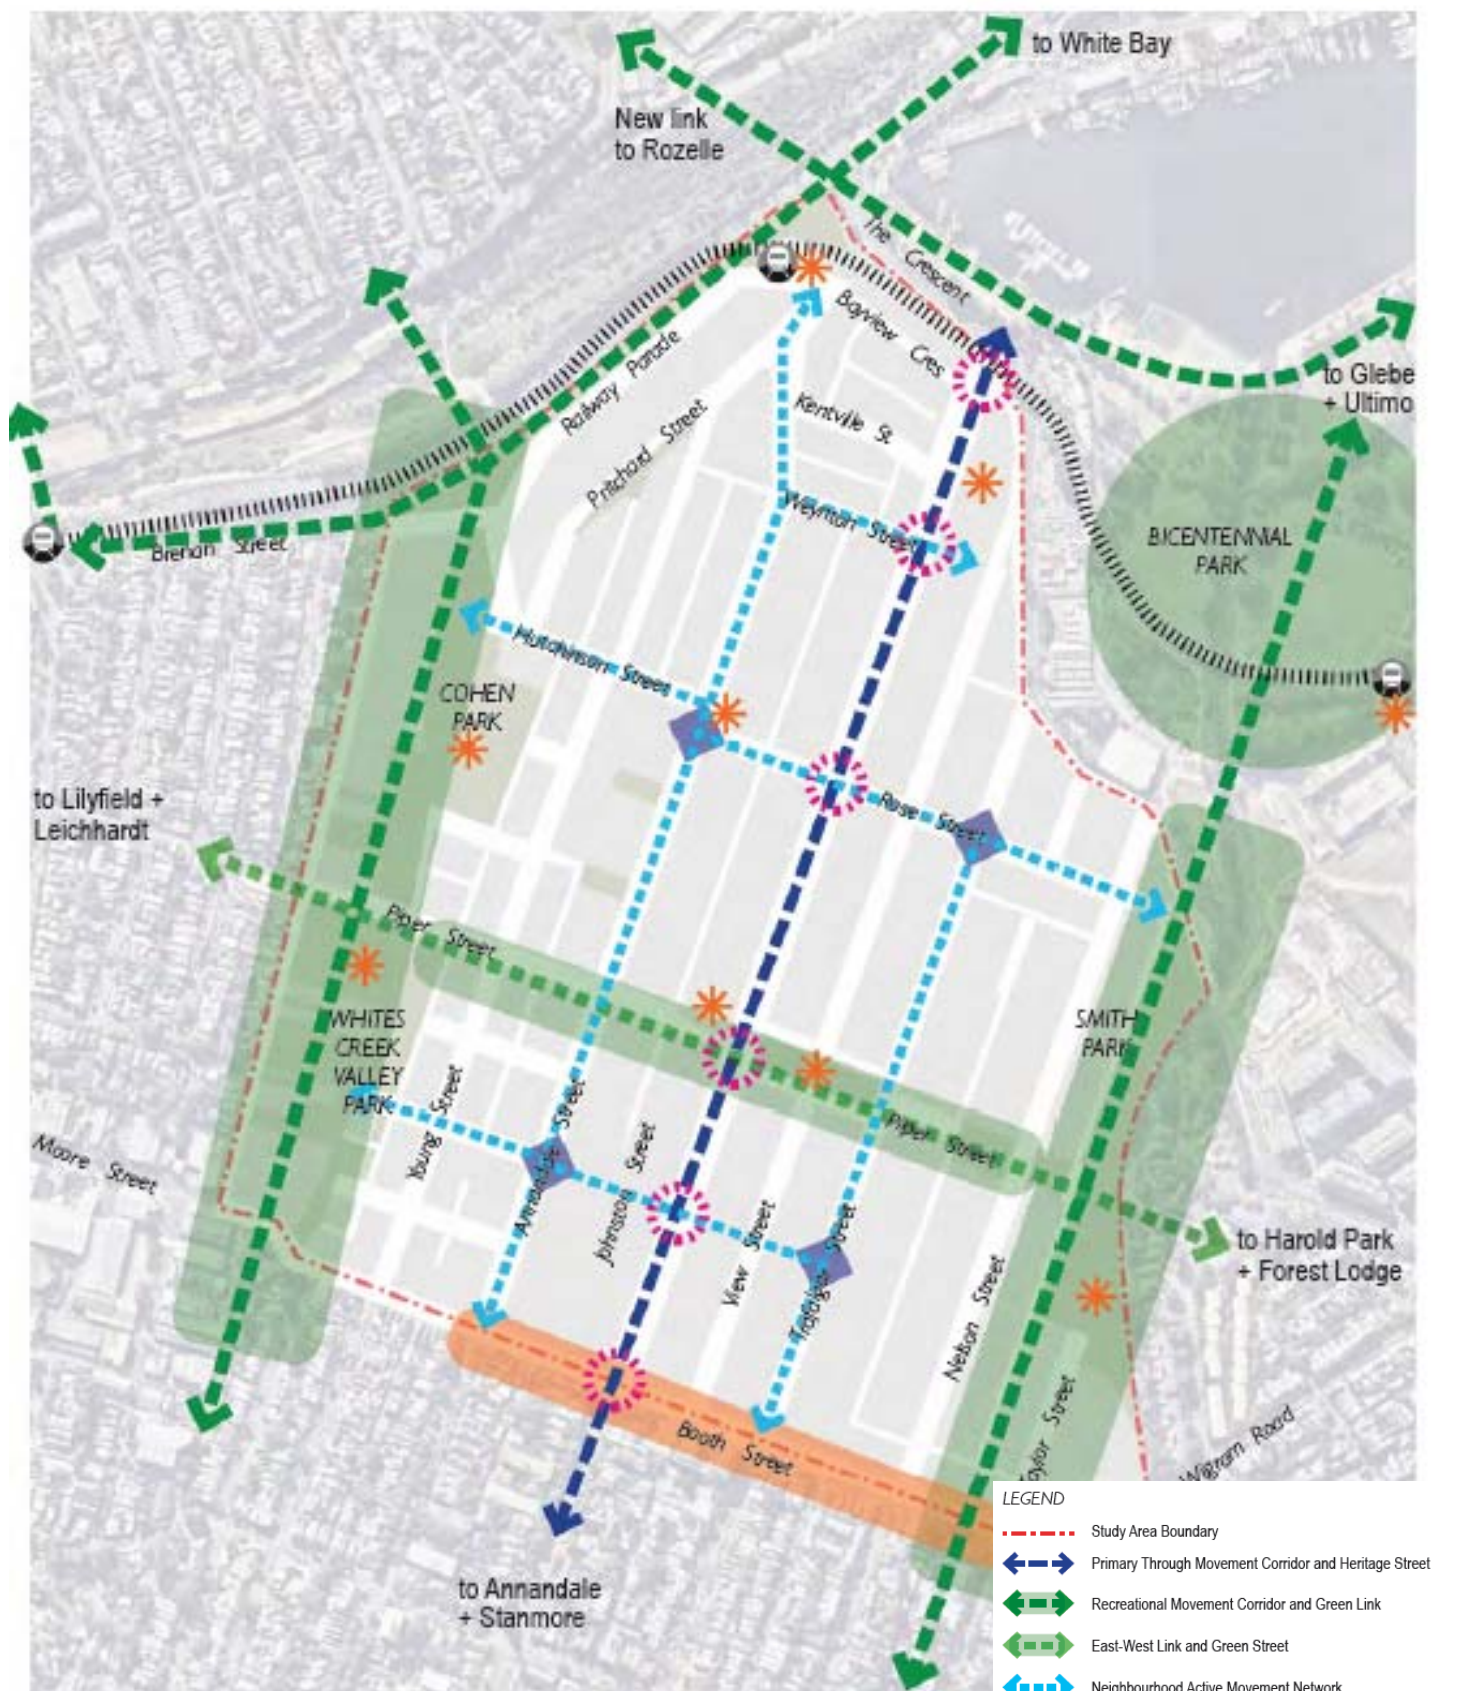 to White Bay
New link
to Rozelle
The Crescent
Bayview Cres
Railway Parade
to Glebe
+ Ultimo
Kentville St.
Pritchard Street
Weynton Street
BICENTENNIAL
PARK
Brenan Street
Hutchinson Street
COHEN
PARK
to Lilyfield +
Leichhardt
Rose Street
Piper Street
WHITES
CREEK
VALLEY
PARK
SMITH
PARK
Young Street
Annandale Street
Johnston Street
Piper Street
Moore Street
View Street
Trafalgar Street
to Harold Park
+ Forest Lodge
Nelson Street
Taylor Street
Wigram Road
Booth Street
to Annandale
+ Stanmore
LEGEND
Study Area Boundary
Primary Through Movement Corridor and Heritage Street
Recreational Movement Corridor and Green Link
East-West Link and Green Street
Neighbourhood Active Movement Network